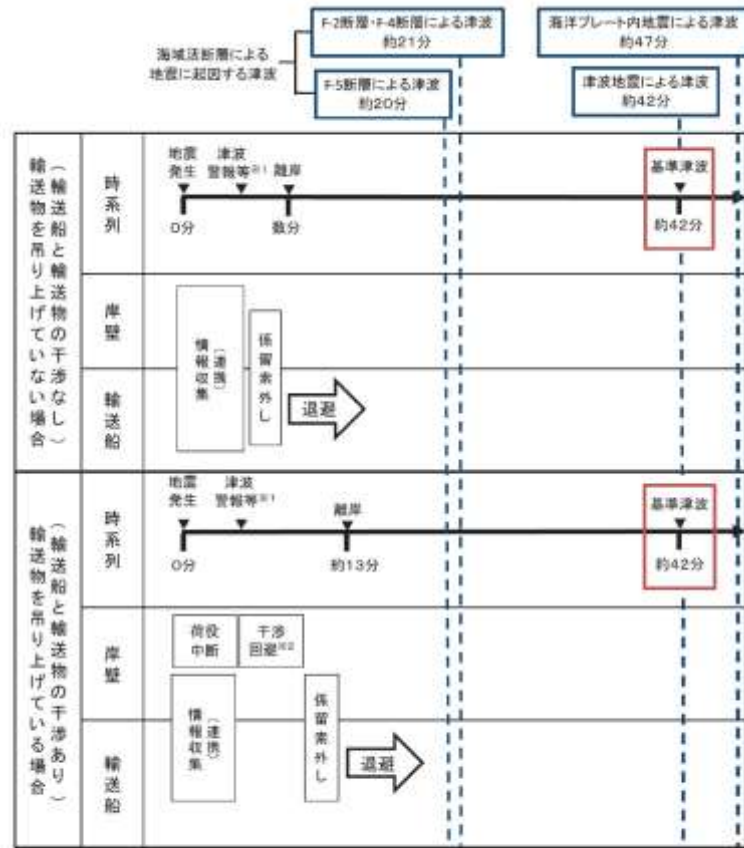 F-2断層・F-4断層による津波
約21分
海洋プレート内地震による津波
約47分
海域活断層による
地震に起因する津波
F-5断層による津波
約20分
津波地震による津波
約42分
輸送物を吊り上げていない場合
（輸送船と輸送物の干渉なし）
時系列
地震
発生
津波
警報等※1
離岸
基準津波
0分
数分
約42分
岸壁
輸送船
情報収集
（連携）
係留索外し
退避
輸送物を吊り上げている場合
（輸送船と輸送物の干渉あり）
時系列
地震
発生
津波
警報等※1
離岸
基準津波
0分
約13分
約42分
岸壁
輸送船
荷役
中断
干渉
回避※2
情報収集
（連携）
係留索外し
退避